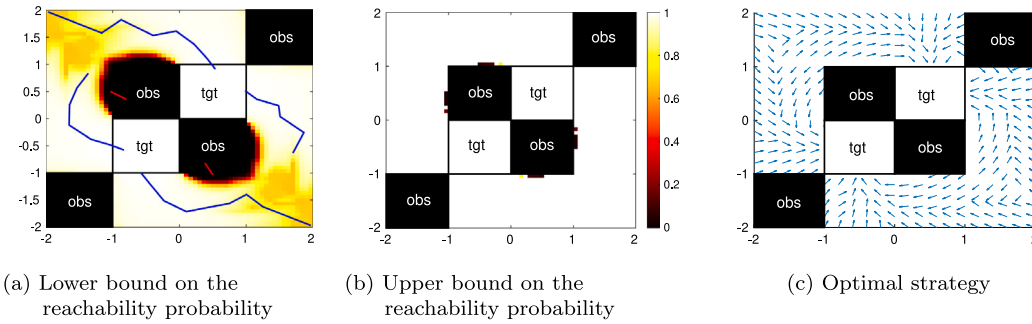 2
1.5
1
0.5
0
-0.5
-1
-1.5
-2
-2 -1 0 1 2
obs
obs tgt
tgt obs
obs
2
1
0
-1
-2
-2 -1 0 1 2
obs
obs tgt
tgt obs
obs
1
0.8
0.6
0.4
0.2
0
2
1
0
-1
-2
-2 -1 0 1 2
obs
obs tgt
tgt obs
obs
(a) Lower bound on the
reachability probability
(b) Upper bound on the
reachability probability
(c) Optimal strategy